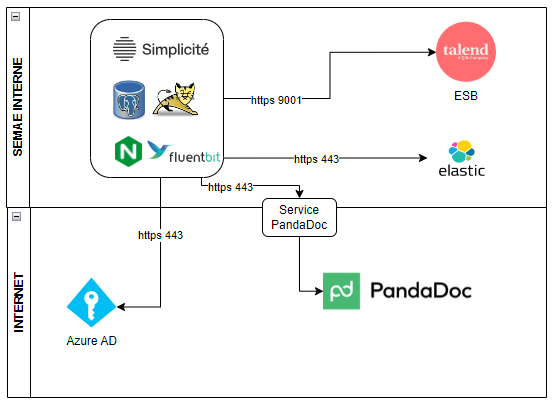 SEMAE INTERNE
Simplicité
fluentbit
https 9001
talend
A Qlik Company
ESB
https 443
elastic
https 443
Service
PandaDoc
https 443
INTERNET
Azure AD
pd
PandaDoc